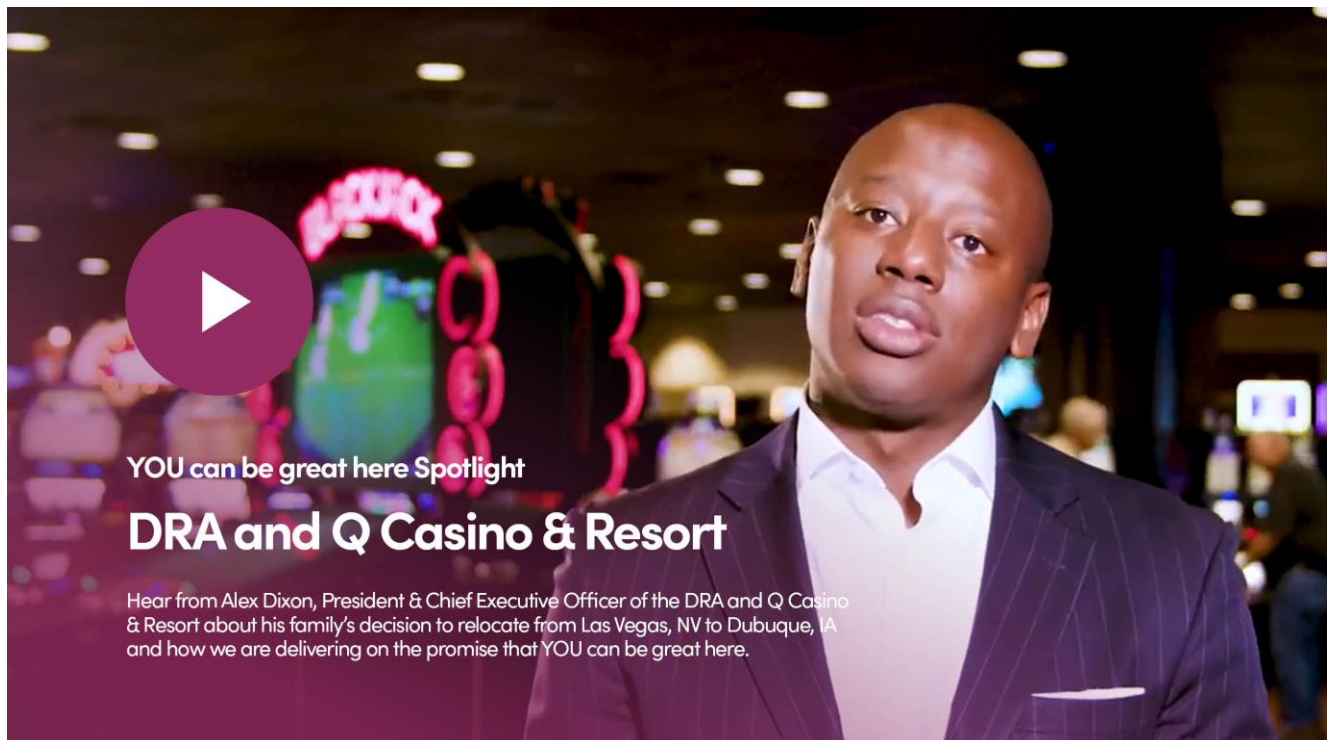 BLACKJACK
YOU can be great here Spotlight
DRA and Q Casino & Resort
Hear from Alex Dixon, President & Chief Executive Officer of the DRA and Q Casino
& Resort about his family's decision to relocate from Las Vegas, NV to Dubuque, IA
and how we are delivering on the promise that YOU can be great here.